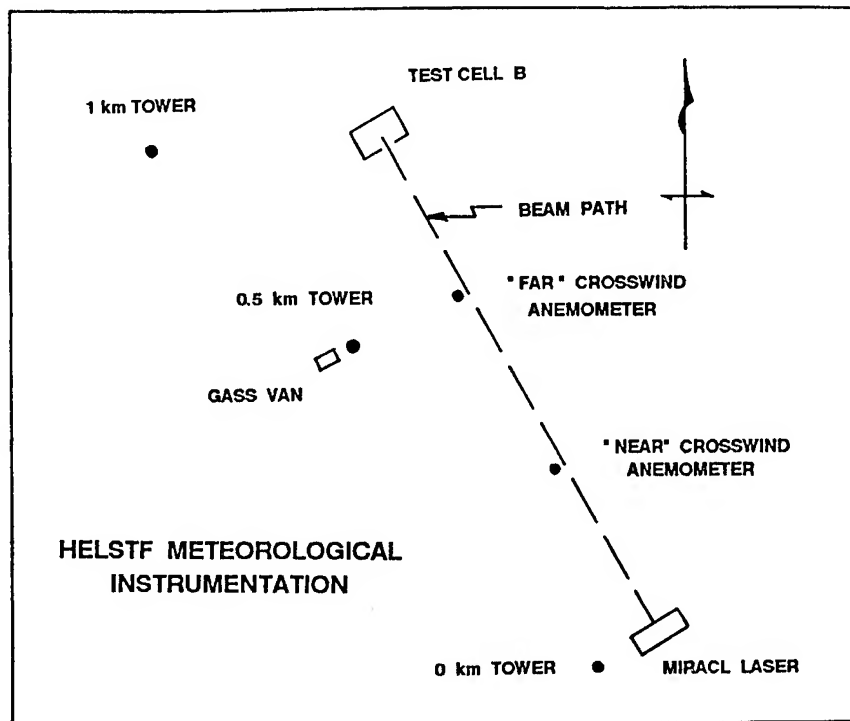 TEST CELL B
1 km TOWER
BEAM PATH
"FAR" CROSSWIND
ANEMOMETER
0.5 km TOWER
GASS VAN
"NEAR" CROSSWIND
ANEMOMETER
HELSTF METEOROLOGICAL
INSTRUMENTATION
0 km TOWER
MIRACL LASER